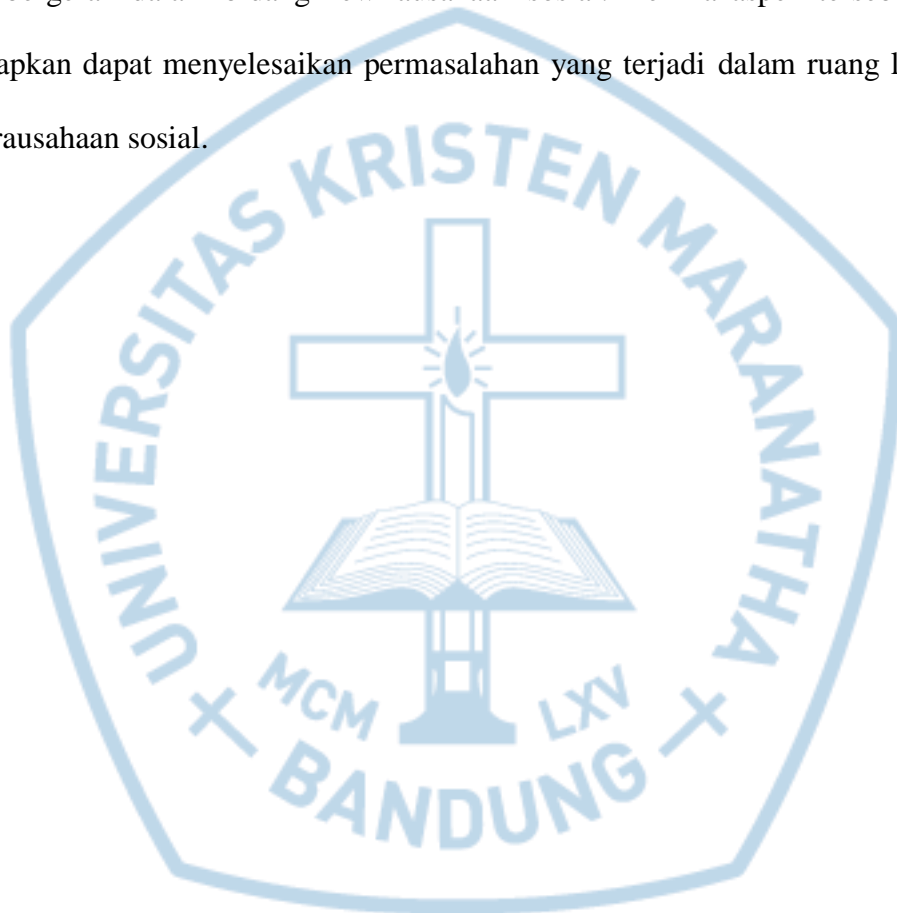 apkan dapat menyelesaikan permasalahan yang terjadi dalam ruang l
rausahaan sosial.
UNIVERSITAS KRISTEN MARANATHA
MCM LXV
BANDUNG